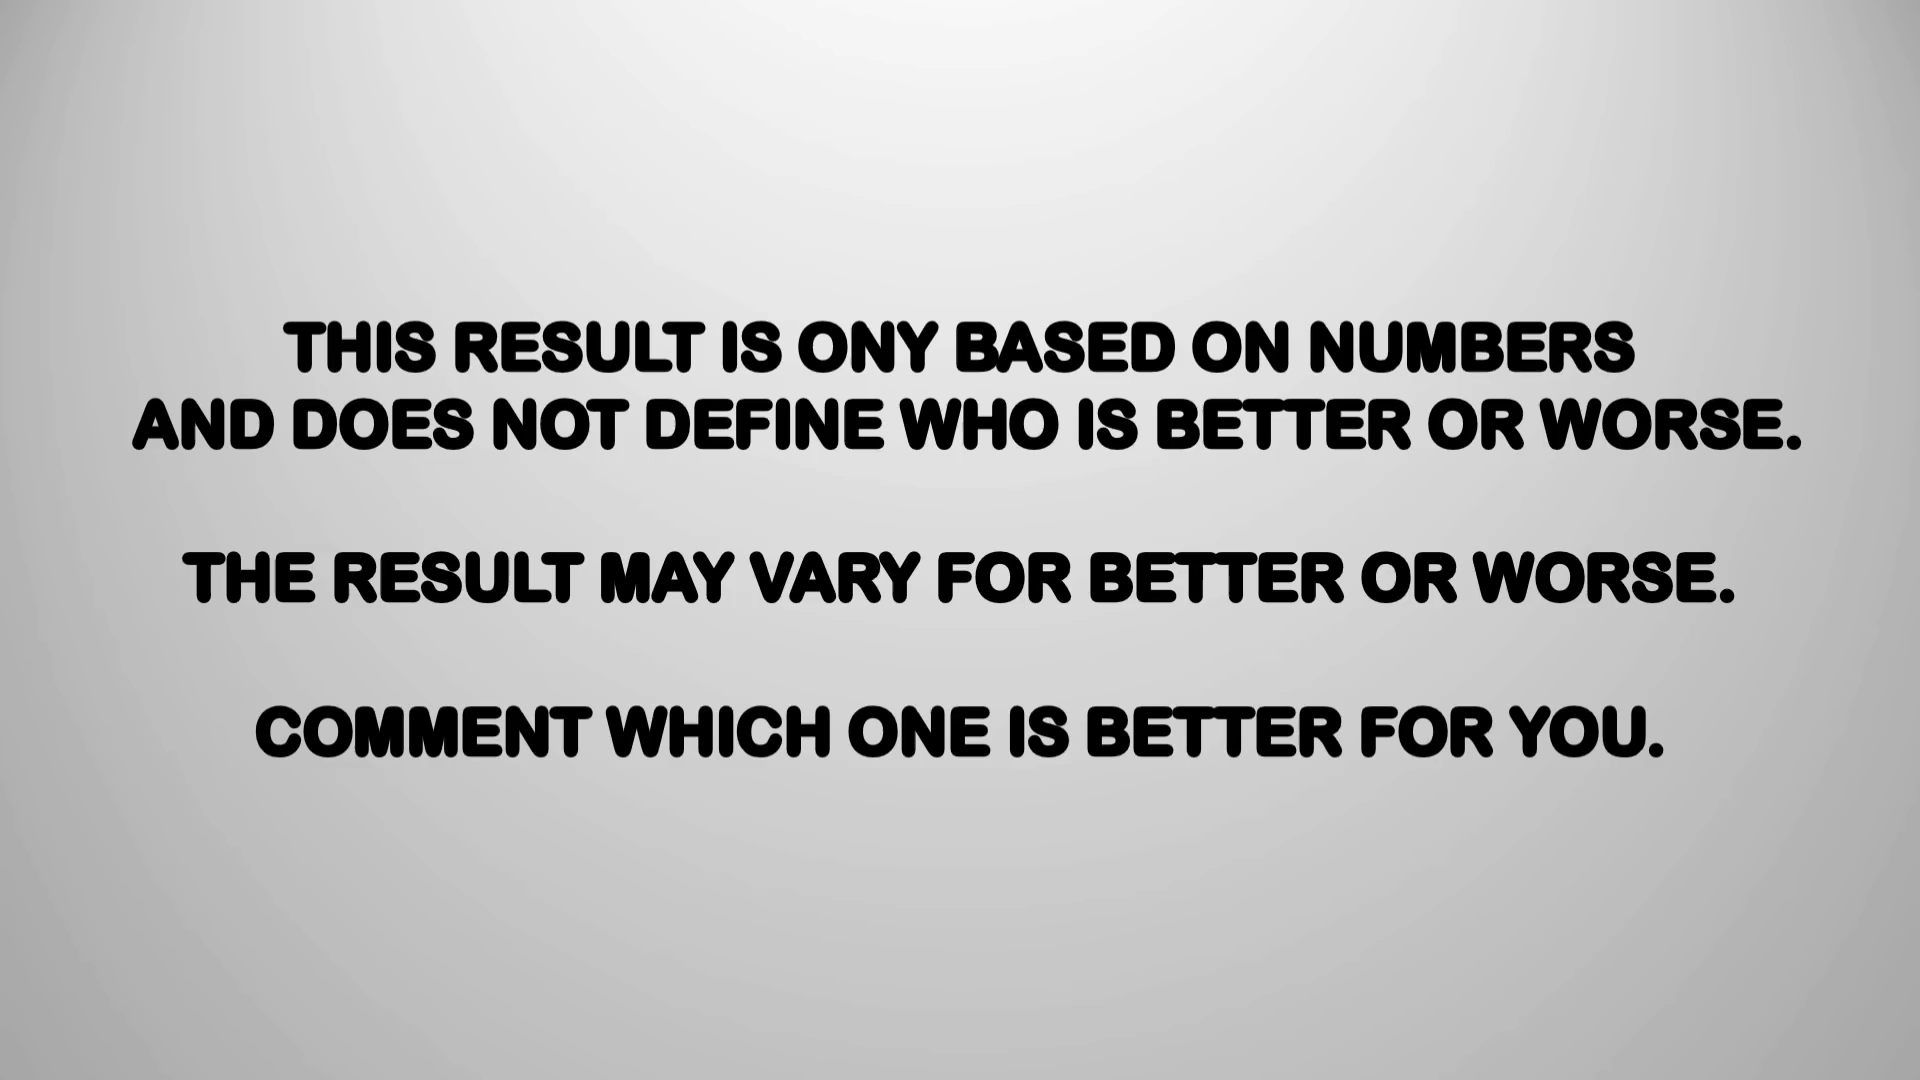 THIS RESULT IS ONY BASED ON NUMBERS
AND DOES NOT DEFINE WHO IS BETTER OR WORSE.
THE RESULT MAY VARY FOR BETTER OR WORSE.
COMMENT WHICH ONE IS BETTER FOR YOU.